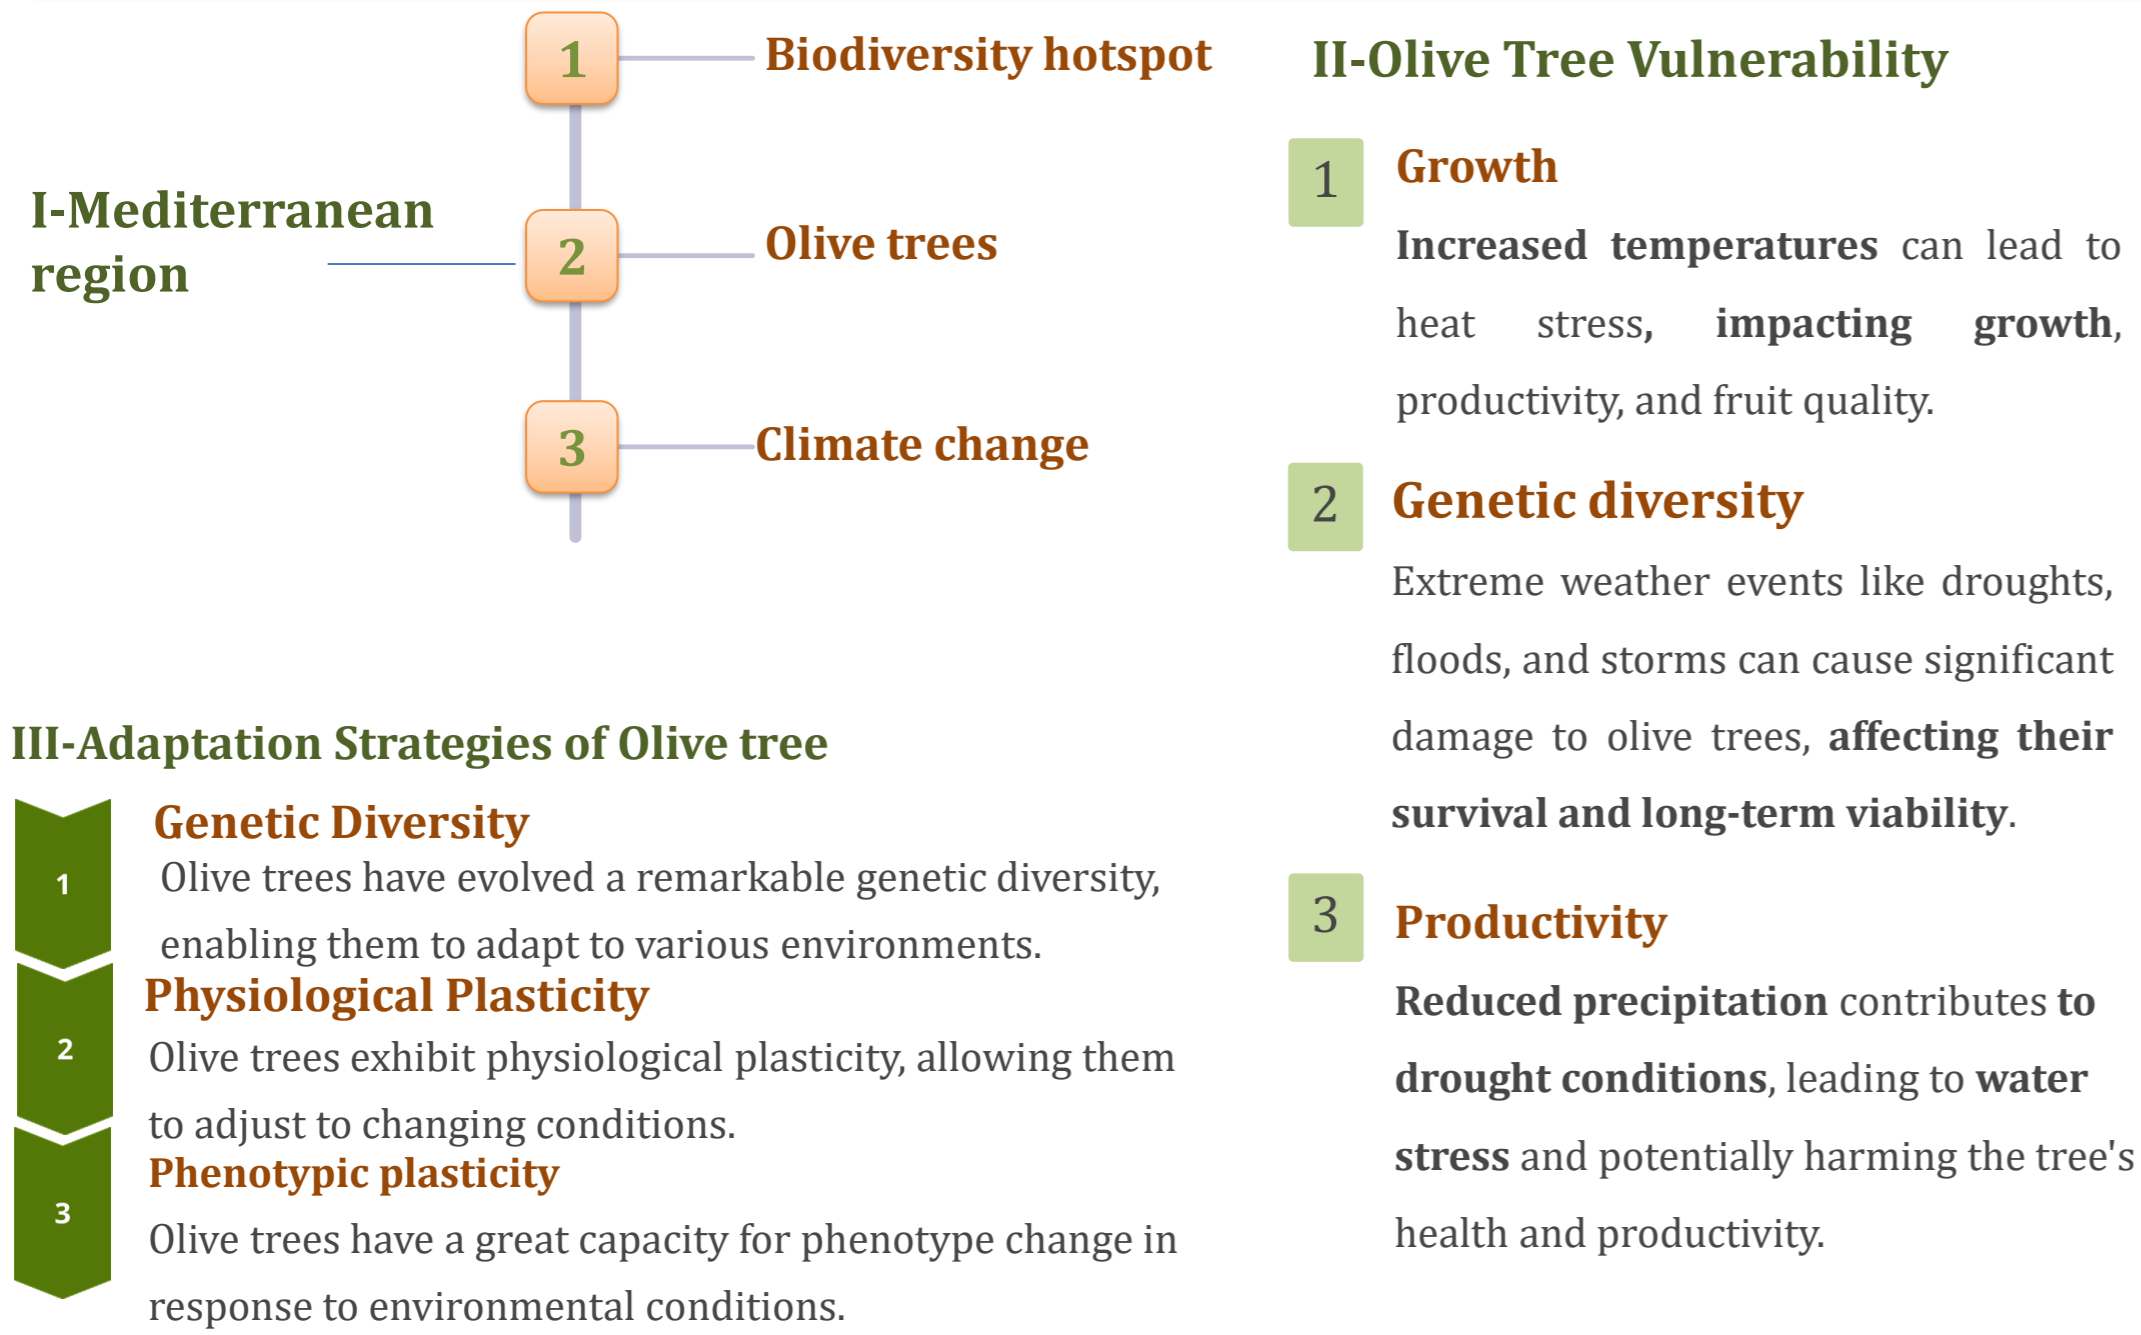 I-Mediterranean
region
1
Biodiversity hotspot
2
Olive trees
3
Climate change
II-Olive Tree Vulnerability
1
Growth
Increased temperatures can lead to
heat stress, impacting growth,
productivity, and fruit quality.
2
Genetic diversity
Extreme weather events like droughts,
floods, and storms can cause significant
damage to olive trees, affecting their
survival and long-term viability.
3
Productivity
Reduced precipitation contributes to
drought conditions, leading to water
stress and potentially harming the tree's
health and productivity.
III-Adaptation Strategies of Olive tree
1
Genetic Diversity
Olive trees have evolved a remarkable genetic diversity,
enabling them to adapt to various environments.
2
Physiological Plasticity
Olive trees exhibit physiological plasticity, allowing them
to adjust to changing conditions.
3
Phenotypic plasticity
Olive trees have a great capacity for phenotype change in
response to environmental conditions.